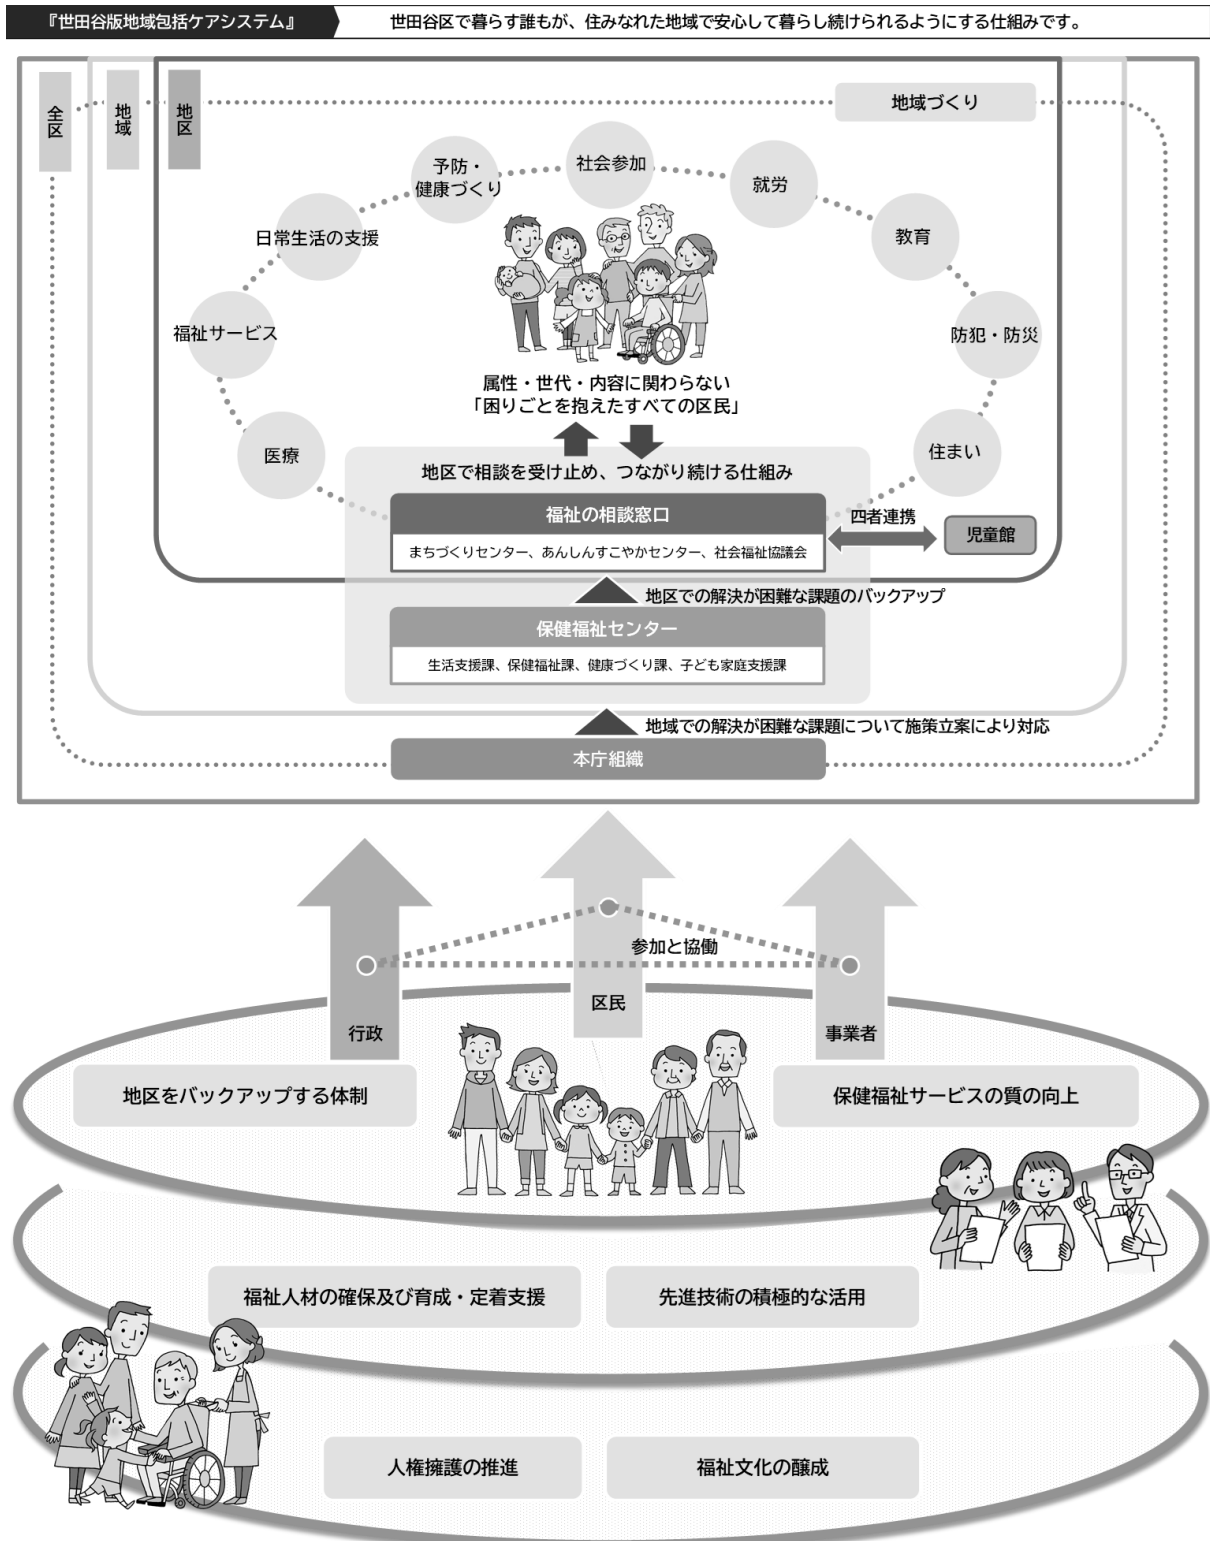 『世田谷版地域包括ケアシステム』
世田谷区で暮らす誰もが、住みなれた地域で安心して暮らし続けられるようにする仕組みです。
全区
地域
地区
地域づくり
予防・
健康づくり
社会参加
就労
日常生活の支援
教育
福祉サービス
防犯・防災
医療
住まい
属性・世代・内容に関わらない
「困りごとを抱えたすべての区民」
地区で相談を受け止め、つながり続ける仕組み
福祉の相談窓口
まちづくりセンター、あんしんすこやかセンター、社会福祉協議会
四者連携
児童館
地区での解決が困難な課題のバックアップ
保健福祉センター
生活支援課、保健福祉課、健康づくり課、子ども家庭支援課
地域での解決が困難な課題について施策立案により対応
本庁組織
参加と協働
区民
行政
事業者
地区をバックアップする体制
保健福祉サービスの質の向上
福祉人材の確保及び育成・定着支援
先進技術の積極的な活用
人権擁護の推進
福祉文化の醸成